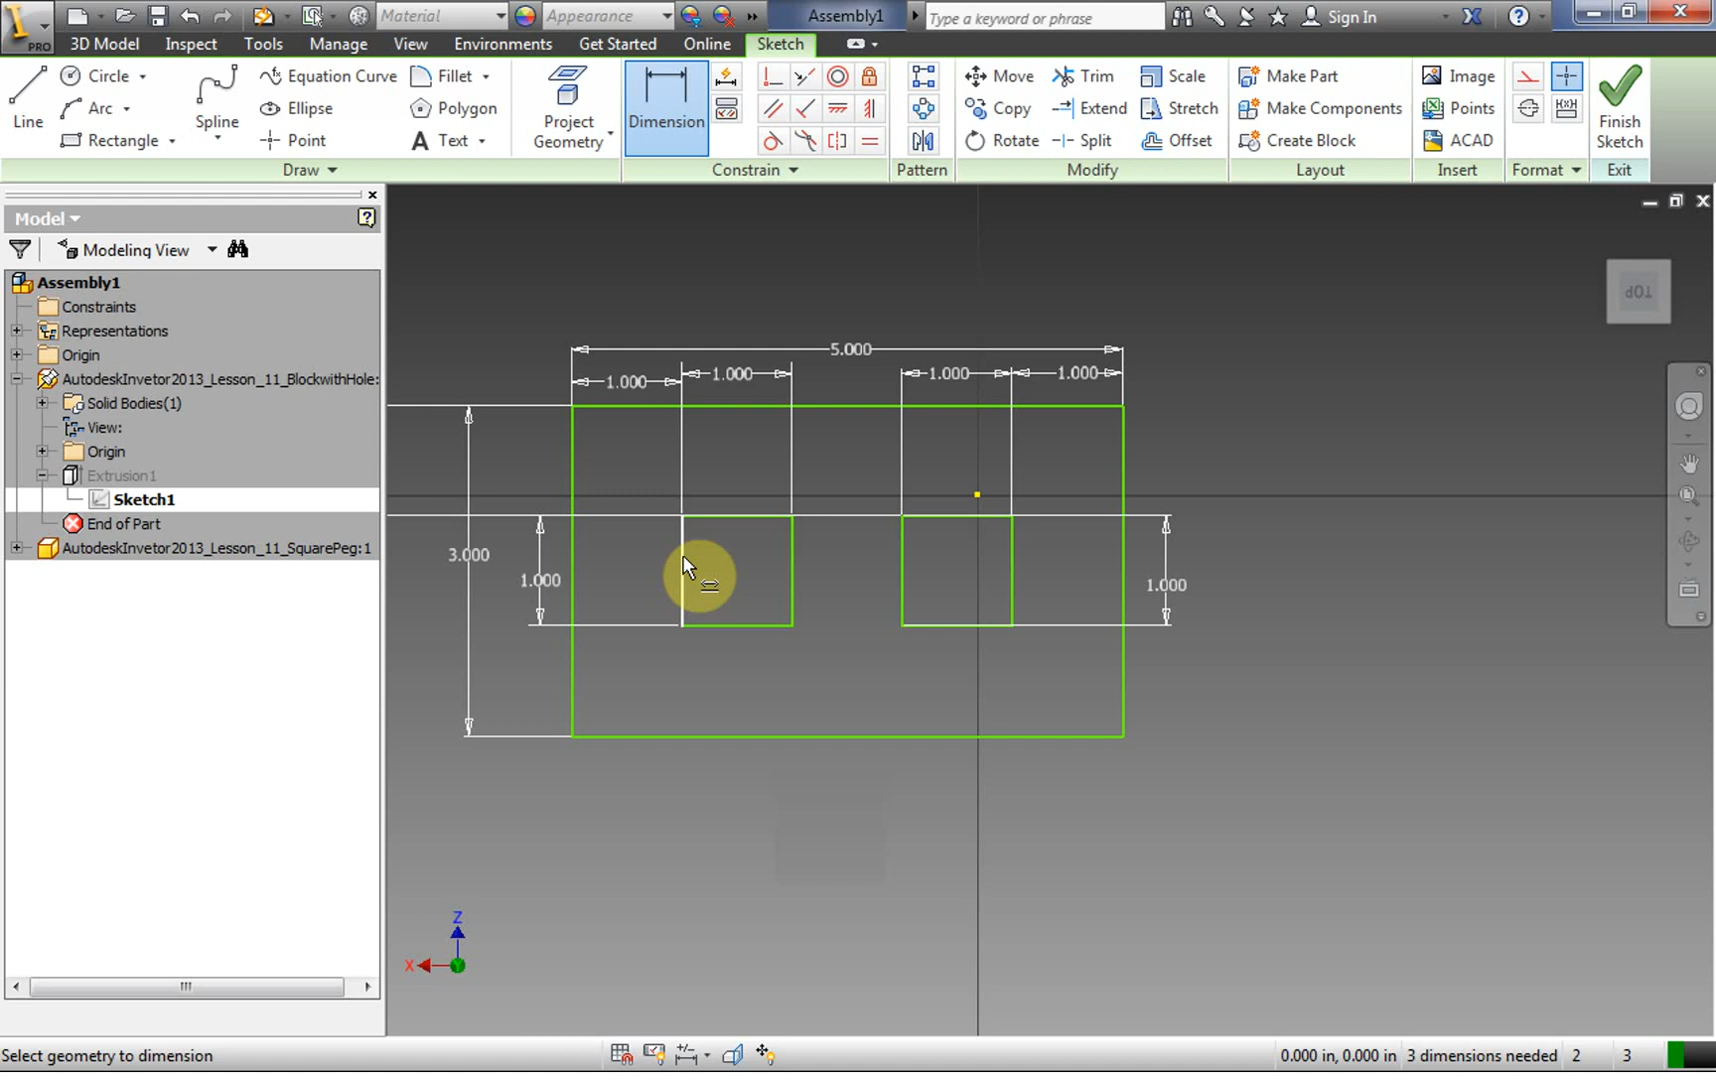 PRO
Material
Appearance
Assembly1
Type a keyword or phrase
Sign In
3D Model
Inspect
Tools
Manage
View
Environments
Get Started
Online
Sketch
Line
Circle
Arc
Rectangle
Spline
Equation Curve
Ellipse
Point
Fillet
Polygon
A Text
Draw
Project
Geometry
Dimension
Constrain
Pattern
Move
Copy
Rotate
Trim
Extend
Split
Scale
Stretch
Offset
Modify
Make Part
Make Components
Create Block
Layout
Image
Points
ACAD
Insert
Format
Finish
Sketch
Exit
Model
Modeling View
Assembly1
Constraints
Representations
Origin
AutodeskInvetor2013_Lesson_11_BlockwithHole:
Solid Bodies(1)
View:
Origin
Extrusion1
Sketch1
End of Part
AutodeskInvetor2013_Lesson_11_SquarePeg:1
TOP
5.000
1.000
1.000
1.000
1.000
3.000
1.000
1.000
Z
X
Select geometry to dimension
0.000 in, 0.000 in
3 dimensions needed
2
3